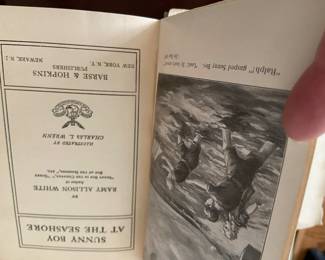 "Ralph!" gasped Sunny Boy.
SUNNY BOY
AT THE SEASHORE
BY
RAMY ALLISON WHITE
Author of
"SUNNY BOY IN THE COUNTRY," "SUNNY
BOY IN THE BIG CITY," ETC.
ILLUSTRATED BY
CHARLES L. WRENN
BARSE & HOPKINS
PUBLISHERS
NEW YORK, N. Y. NEWARK, N. J.